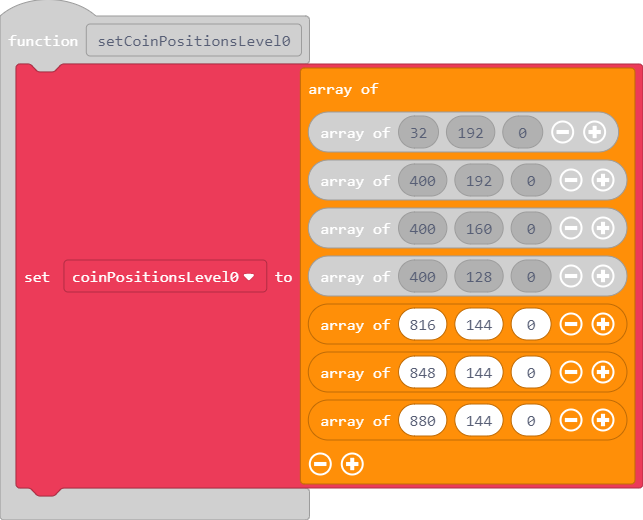 function setCoinPositionsLevel0
array of
array of 32 192 0
array of 400 192 0
array of 400 160 0
set coinPositionsLevel0 to
array of 400 128 0
array of 816 144 0
array of 848 144 0
array of 880 144 0